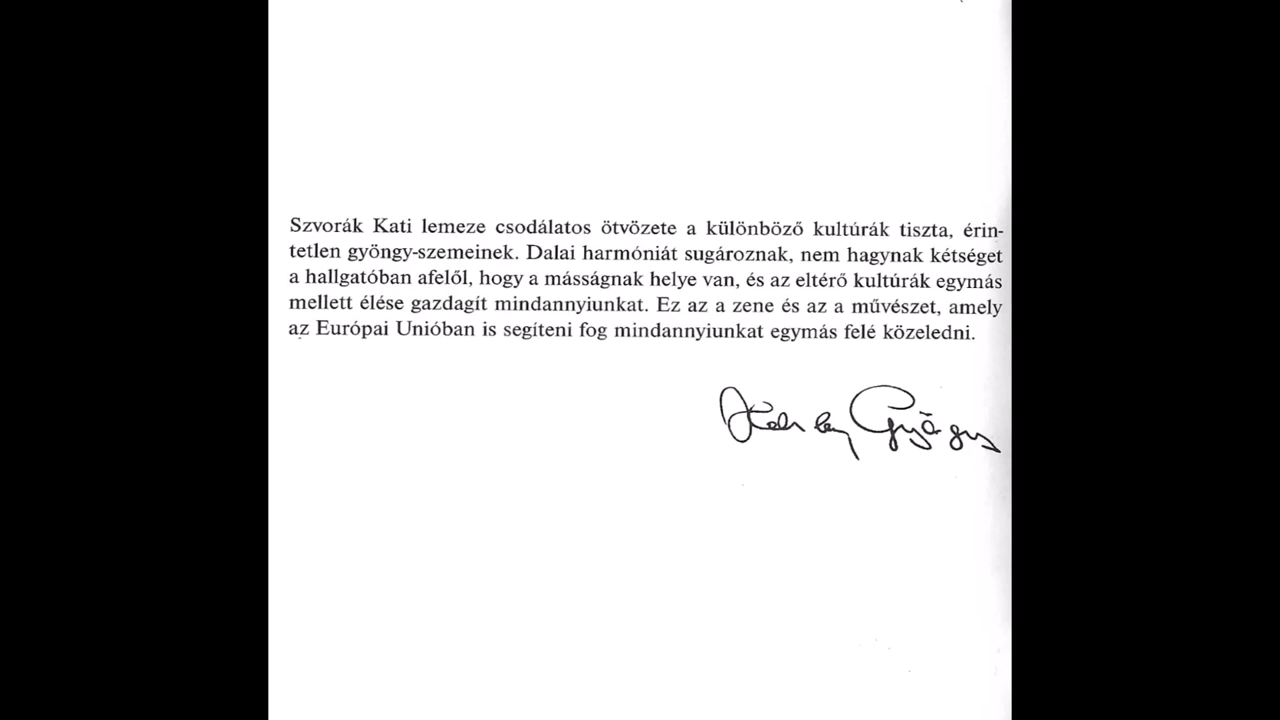 Szvorák Kati lemeze csodálatos ötvözete a különböző kultúrák tiszta, érin-
tetlen gyöngy-szemeinek. Dalai harmóniát sugároznak, nem hagynak kétséget
a hallgatóban afelől, hogy a másságnak helye van, és az eltérő kultúrák egymás
mellett élése gazdagít mindannyiunkat. Ez az a zene és az a művészet, amely
az Európai Unióban is segíteni fog mindannyiunkat egymás felé közeledni.
György